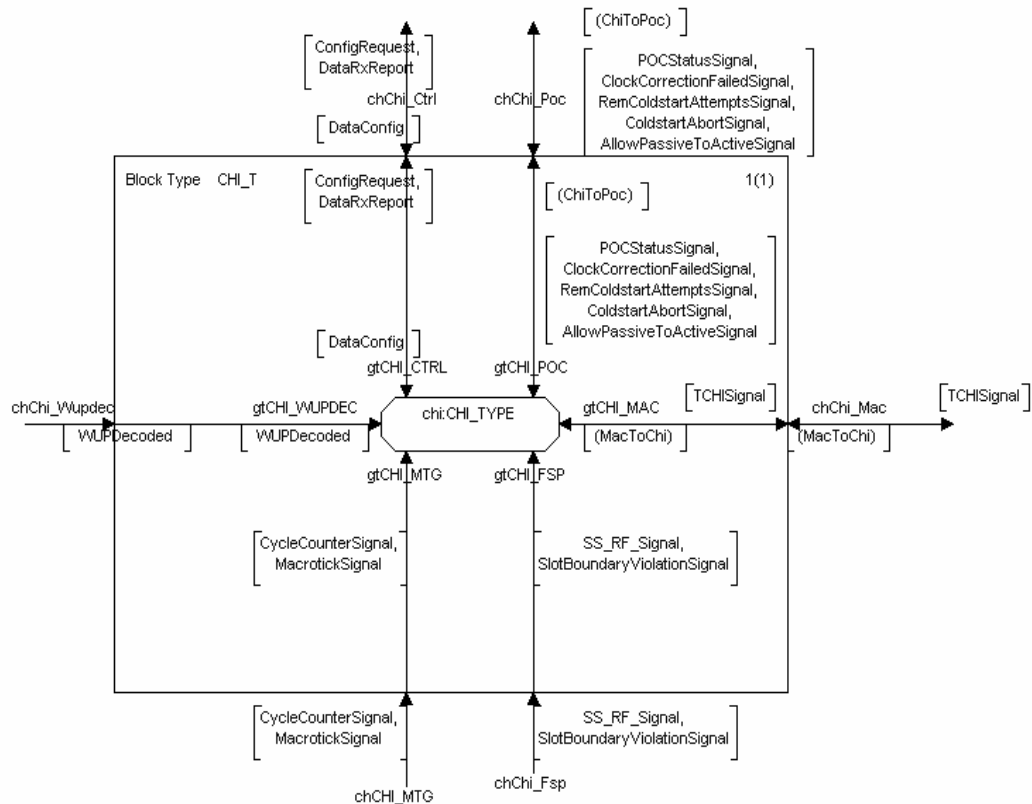 (ChiToPoc)
ConfigRequest,
DataRxReport
POCStatusSignal,
ClockCorrectionFailedSignal,
RemColdstartAttemptsSignal,
ColdstartAbortSignal,
AllowPassiveToActiveSignal
chChi_Ctrl
chChi_Poc
DataConfig
Block Type CHI_T
1(1)
ConfigRequest,
DataRxReport
(ChiToPoc)
POCStatusSignal,
ClockCorrectionFailedSignal,
RemColdstartAttemptsSignal,
ColdstartAbortSignal,
AllowPassiveToActiveSignal
DataConfig
gtCHI_CTRL
gtCHI_POC
chChi_Wupdec
gtCHI_WUPDEC
chi:CHI_TYPE
gtCHI_MAC
TCHISignal
chChi_Mac
TCHISignal
WUPDecoded
WUPDecoded
(MacToChi)
(MacToChi)
gtCHI_MTG
gtCHI_FSP
CycleCounterSignal,
MacrotickSignal
SS_RF_Signal,
SlotBoundaryViolationSignal
CycleCounterSignal,
MacrotickSignal
SS_RF_Signal,
SlotBoundaryViolationSignal
chCHI_MTG
chChi_Fsp